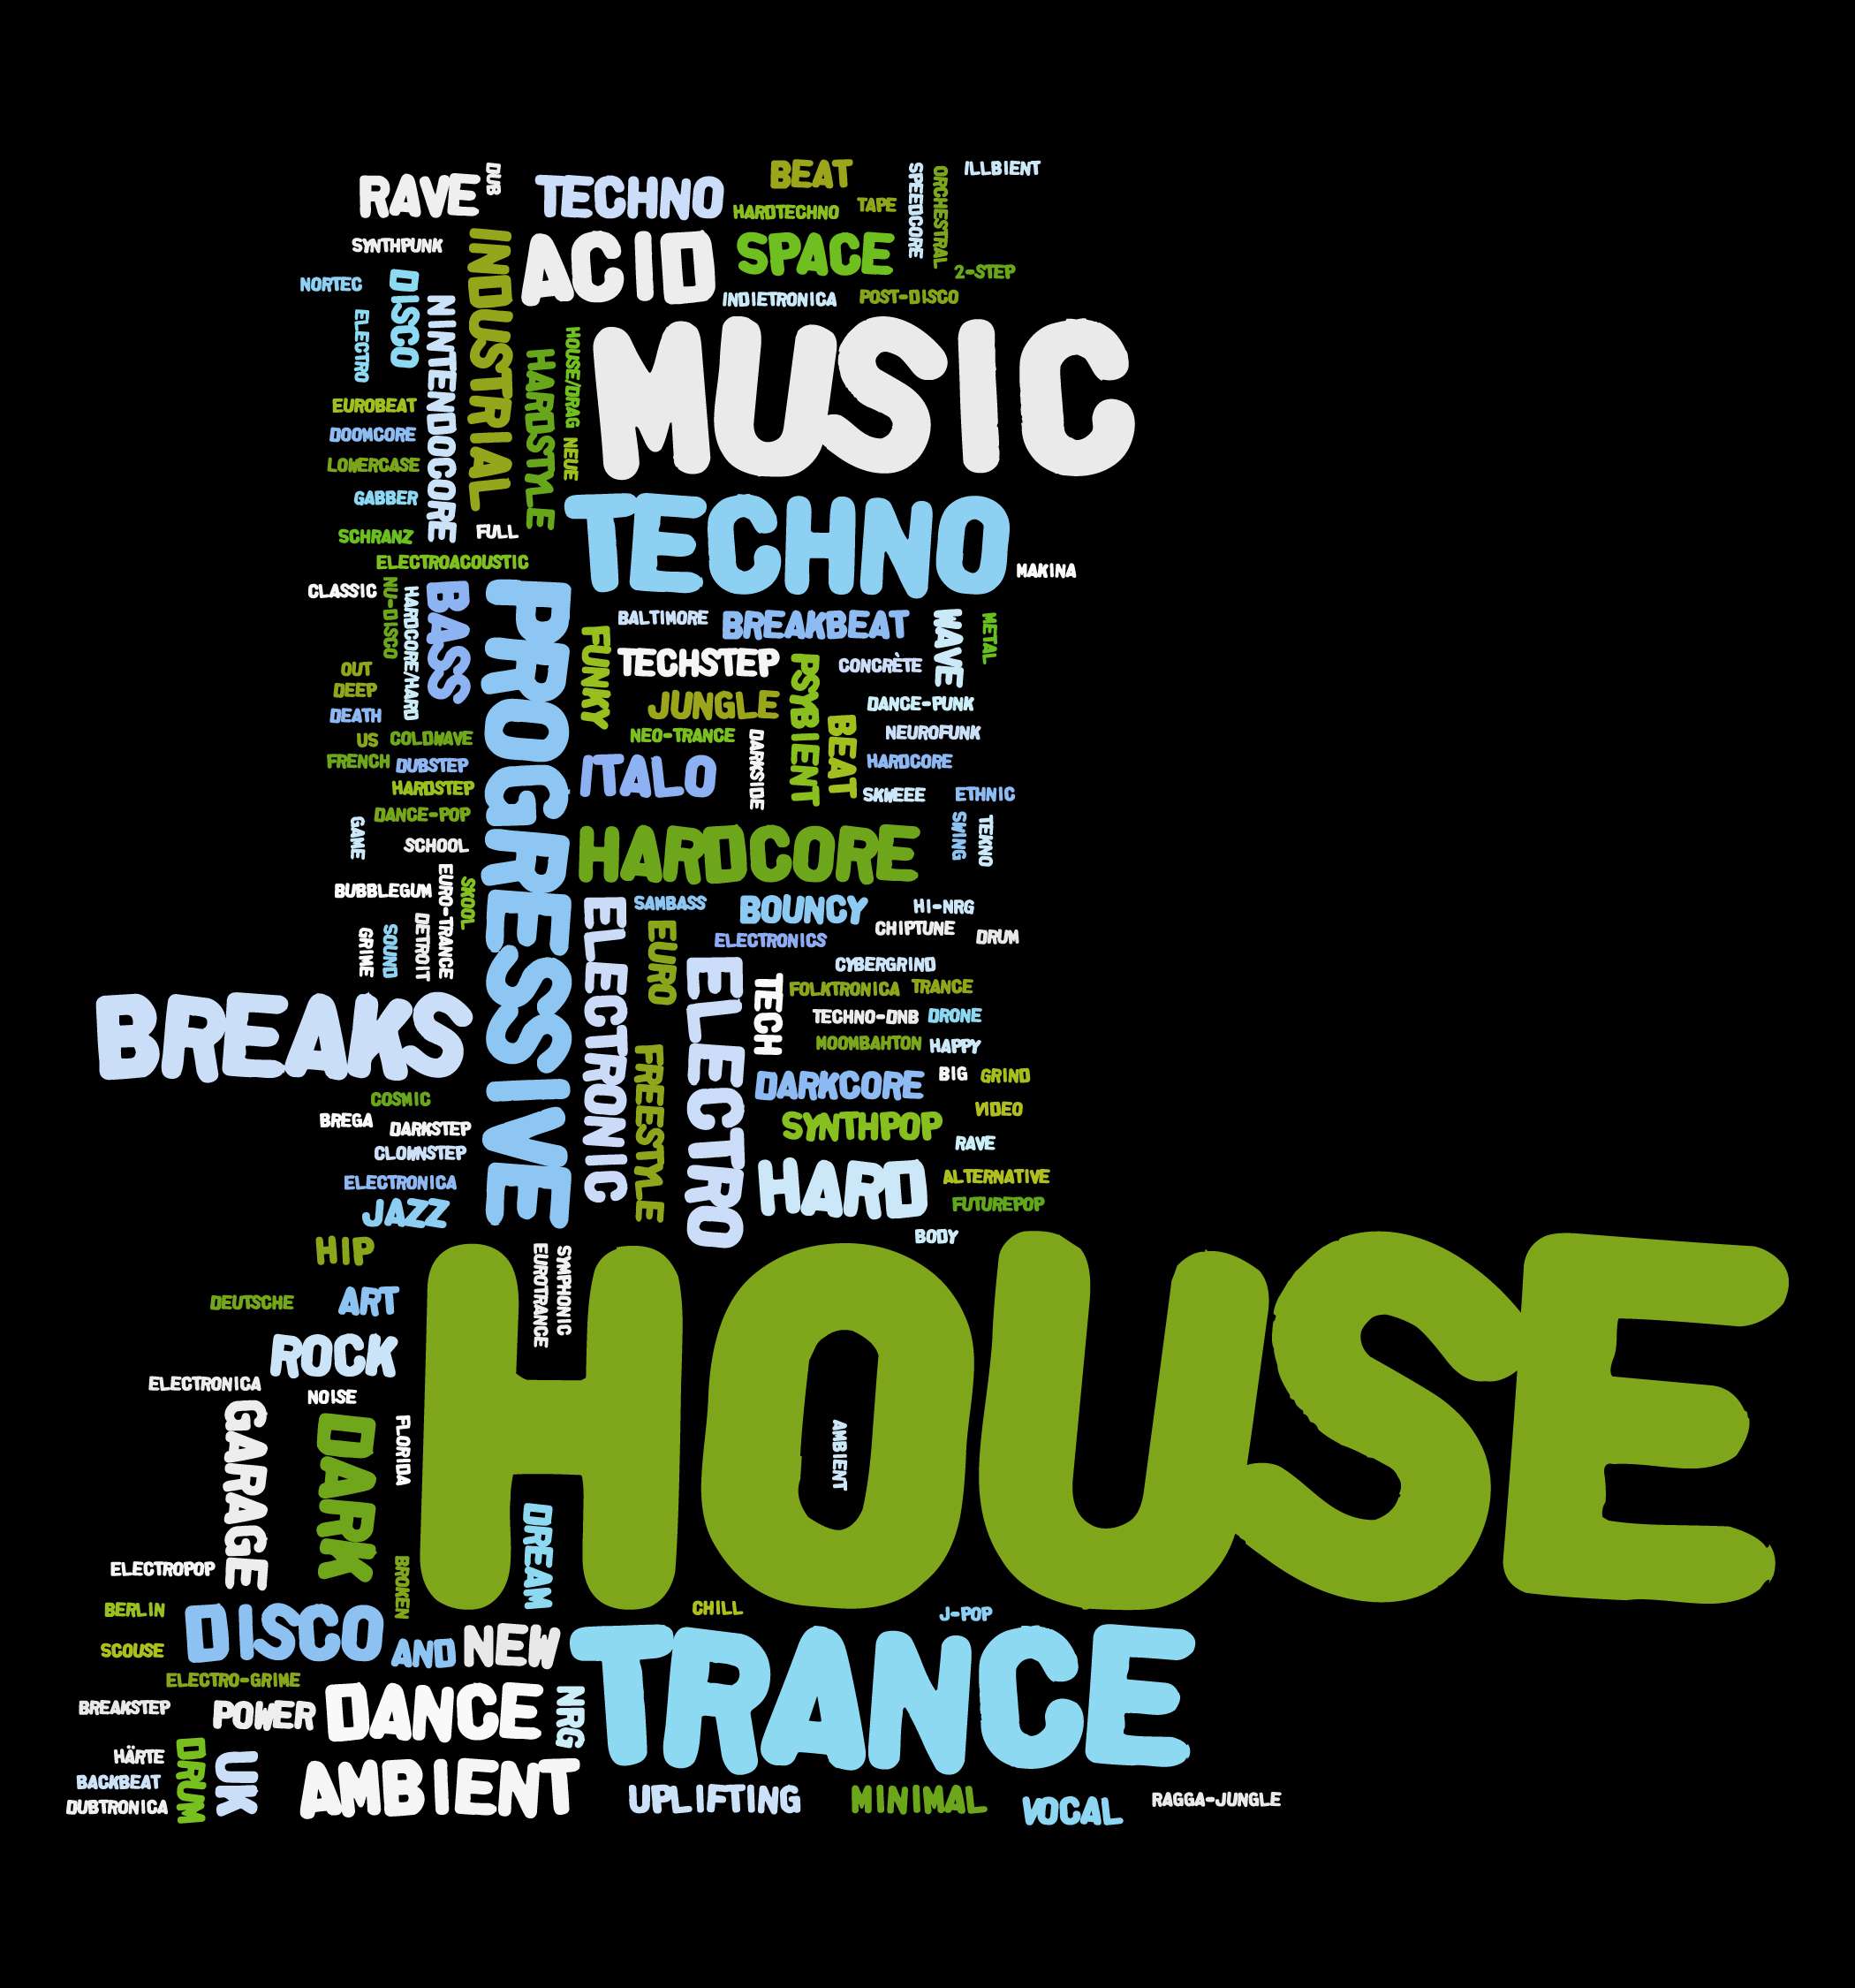 RAVE
DUB
TECHNO
BEAT
HARDTECHNO
TAPE
SPEEDCORE
ORCHESTRAL
ILLBIENT
SYNTHPUNK
INDUSTRIAL
ACID
SPACE
2-STEP
NORTEC
DISCO
NINTENDOCORE
INDIETRONICA
POST-DISCO
ELECTRO
HARDSTYLE
HOUSE/DRAG
NEUE
MUSIC
EUROBEAT
DOOMCORE
LOWERCASE
GABBER
SCHRANZ
FULL
TECHNO
ELECTROACOUSTIC
MAKINA
CLASSIC
NU-DISCO
HARDCORE/HARD
BASS
PROGRESSIVE
FUNKY
BALTIMORE
BREAKBEAT
WAVE
METAL
TECHSTEP
PSYBIENT
CONCRÈTE
OUT
DEEP
JUNGLE
DANCE-PUNK
DEATH
BEAT
NEUROFUNK
US
COLDWAVE
NEO-TRANCE
DARKSIDE
FRENCH
DUBSTEP
ITALO
HARDCORE
HARDSTEP
SKWEEE
ETHNIC
DANCE-POP
GAME
SWING
TEKNO
SCHOOL
HARDCORE
EURO-TRANCE
BUBBLEGUM
SKOOL
ELECTRONIC
SAMBASS
BOUNCY
HI-NRG
CHIPTUNE
GRIME
SOUND
DETROIT
EURO
ELECTRONICS
DRUM
ELECTRO
CYBERGRIND
TECH
FOLKTRONICA
TRANCE
BREAKS
TECHNO-DNB
DRONE
FREESTYLE
MOOMBAHTON
HAPPY
DARKCORE
BIG
GRIND
COSMIC
VIDEO
BREGA
DARKSTEP
SYNTHPOP
CLOWNSTEP
RAVE
ELECTRONICA
HARD
ALTERNATIVE
JAZZ
FUTUREPOP
HIP
BODY
EUROTRANCE
SYMPHONIC
HOUSE
DEUTSCHE
ART
ROCK
ELECTRONICA
NOISE
GARAGE
DARK
FLORIDA
AMBIENT
DREAM
ELECTROPOP
BROKEN
BERLIN
DISCO
CHILL
J-POP
SCOUSE
AND
NEW
TRANCE
ELECTRO-GRIME
BREAKSTEP
POWER
DANCE
NRG
HÄRTE
DRUM
UK
BACKBEAT
AMBIENT
DUBTRONICA
UPLIFTING
MINIMAL
VOCAL
RAGGA-JUNGLE